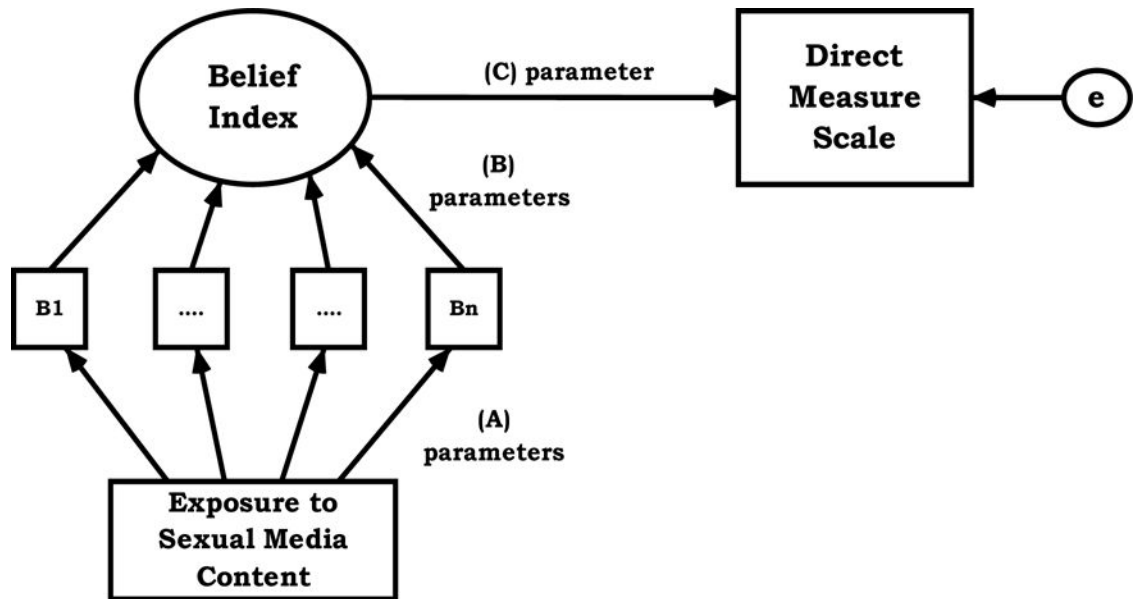 Belief
Index
(C) parameter
Direct
Measure
Scale
e
(B)
parameters
B1
....
....
Bn
(A)
parameters
Exposure to
Sexual Media
Content